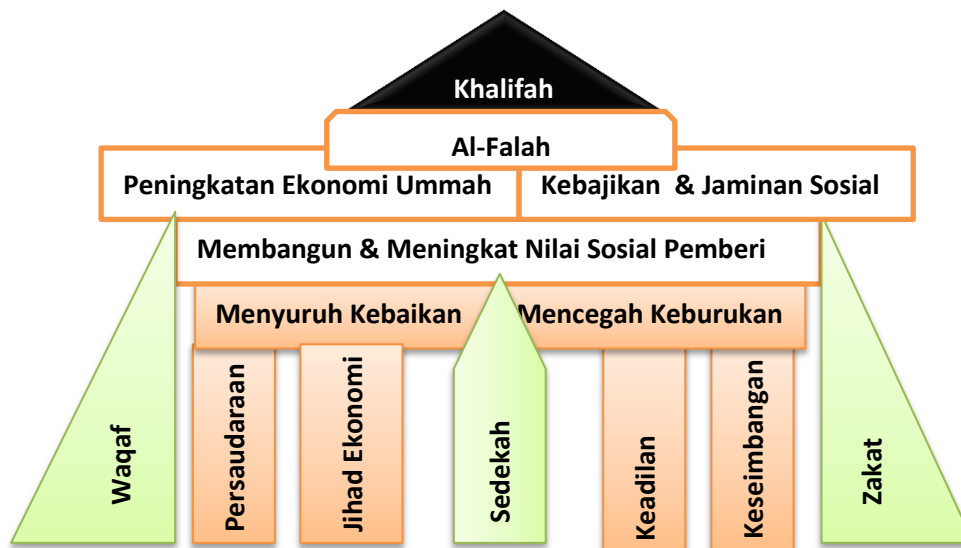 Khalifah
Al-Falah
Peningkatan Ekonomi Ummah
Kebajikan & Jaminan Sosial
Membangun & Meningkat Nilai Sosial Pemberi
Menyuruh Kebaikan
Mencegah Keburukan
Waqaf
Persaudaraan
Jihad Ekonomi
Sedekah
Keadilan
Keseimbangan
Zakat